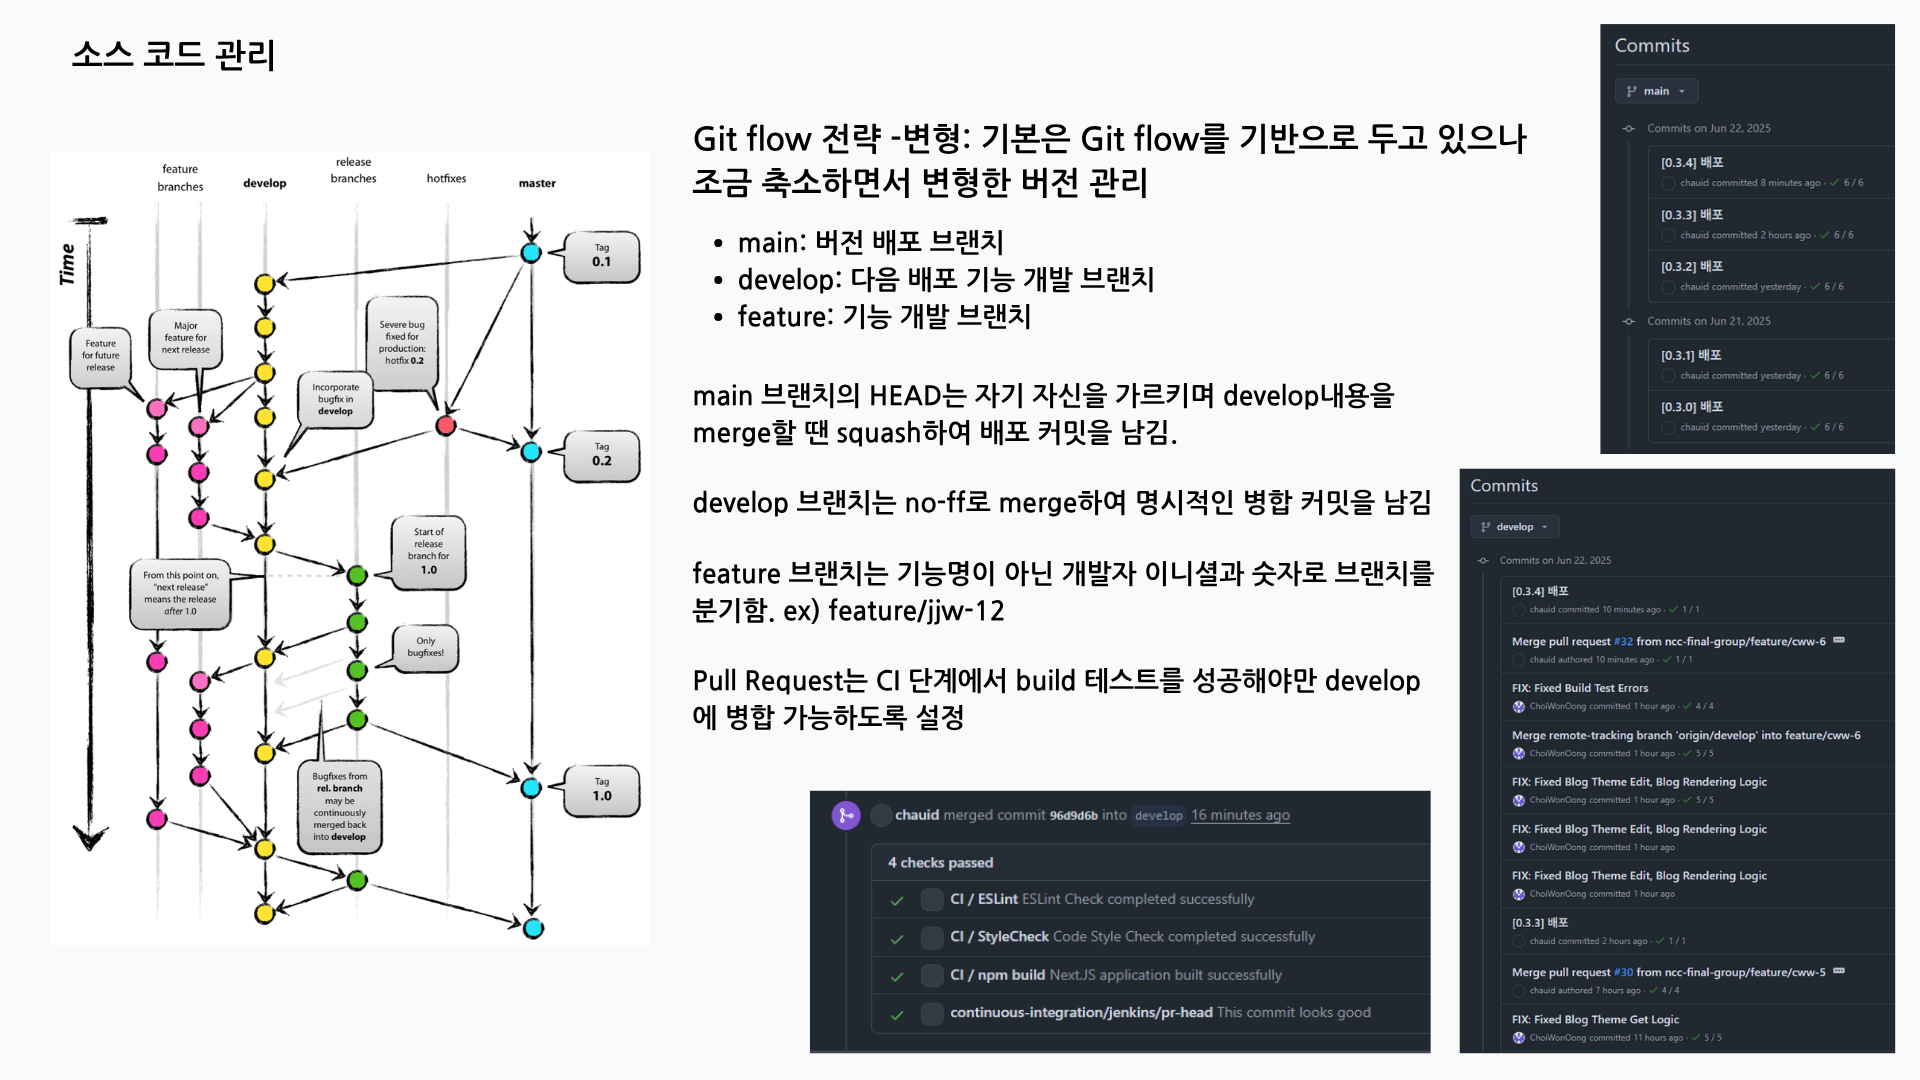 소스 코드 관리
feature
branches
develop
release
branches
hotfixes
master
Time
Tag
0.1
Feature
for future
release
Major
feature for
next release
Severe bug
fixed for
production:
hotfix 0.2
Incorporate
bugfix in
develop
Tag
0.2
Start of
release
branch for
1.0
From this point on,
“next release”
means the release
after 1.0
Only
bugfixes!
Bugfixes from
rel. branch
may be
continuously
merged back
into develop
Tag
1.0
Git flow 전략 -변형: 기본은 Git flow를 기반으로 두고 있으나
조금 축소하면서 변형한 버전 관리
• main: 버전 배포 브랜치
• develop: 다음 배포 기능 개발 브랜치
• feature: 기능 개발 브랜치
main 브랜치의 HEAD는 자기 자신을 가르키며 develop내용을
merge할 땐 squash하여 배포 커밋을 남김.
develop 브랜치는 no-ff로 merge하여 명시적인 병합 커밋을 남김
feature 브랜치는 기능명이 아닌 개발자 이니셜과 숫자로 브랜치를
분기함. ex) feature/jjw-12
Pull Request는 CI 단계에서 build 테스트를 성공해야만 develop
에 병합 가능하도록 설정
chauid merged commit 96d9d6b into develop 16 minutes ago
4 checks passed
CI / ESLint ESLint Check completed successfully
CI / StyleCheck Code Style Check completed successfully
CI / npm build Next.JS application built successfully
continuous-integration/jenkins/pr-head This commit looks good
Commits
main
Commits on Jun 22, 2025
[0.3.4] 배포
chauid committed 8 minutes ago · ✓ 6 / 6
[0.3.3] 배포
chauid committed 2 hours ago · ✓ 6 / 6
[0.3.2] 배포
chauid committed yesterday · ✓ 6 / 6
Commits on Jun 21, 2025
[0.3.1] 배포
chauid committed yesterday · ✓ 6 / 6
[0.3.0] 배포
chauid committed yesterday · ✓ 6 / 6
Commits
develop
Commits on Jun 22, 2025
[0.3.4] 배포
chauid committed 10 minutes ago · ✓ 1 / 1
Merge pull request #32 from ncc-final-group/feature/cww-6
chauid authored 10 minutes ago · ✓ 1 / 1
FIX: Fixed Build Test Errors
ChoiWonOong committed 1 hour ago · ✓ 4 / 4
Merge remote-tracking branch 'origin/develop' into feature/cww-6
ChoiWonOong committed 1 hour ago · ✓ 5 / 5
FIX: Fixed Blog Theme Edit, Blog Rendering Logic
ChoiWonOong committed 1 hour ago · ✓ 5 / 5
FIX: Fixed Blog Theme Edit, Blog Rendering Logic
ChoiWonOong committed 1 hour ago
FIX: Fixed Blog Theme Edit, Blog Rendering Logic
ChoiWonOong committed 1 hour ago
[0.3.3] 배포
chauid committed 2 hours ago · ✓ 1 / 1
Merge pull request #30 from ncc-final-group/feature/cww-5
chauid authored 7 hours ago · ✓ 4 / 4
FIX: Fixed Blog Theme Get Logic
ChoiWonOong committed 11 hours ago · ✓ 5 / 5